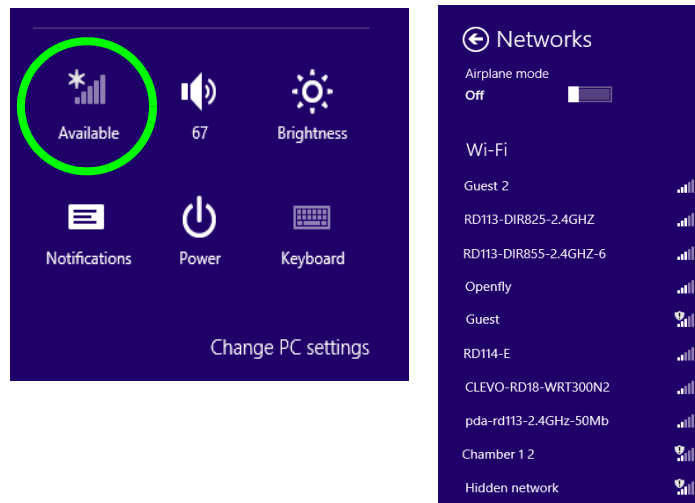 Available 67 Brightness
Notifications Power Keyboard
Change PC settings
Networks
Airplane mode
Off
Wi-Fi
Guest 2
RD113-DIR825-2.4GHZ
RD113-DIR855-2.4GHZ-6
Openfly
Guest
RD114-E
CLEVO-RD18-WRT300N2
pda-rd113-2.4GHz-50Mb
Chamber 1 2
Hidden network